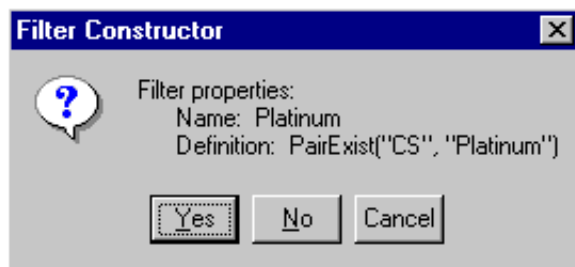 Filter Constructor
Filter properties:
Name: Platinum
Definition: PairExist("CS", "Platinum")
Yes No Cancel